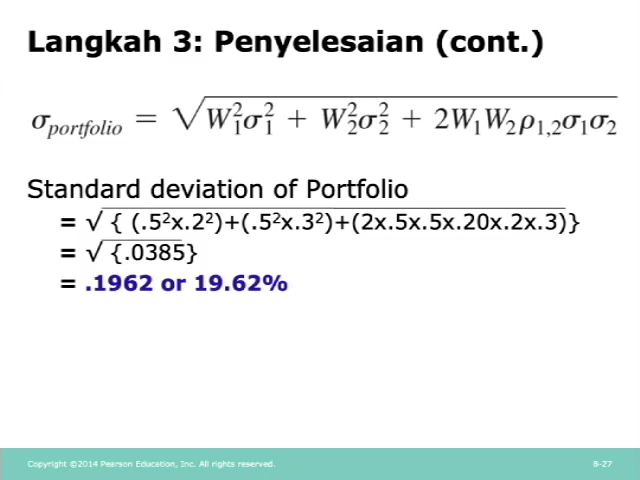 Langkah 3: Penyelesaian (cont.)
σportfolio = √W₁²σ₁² + W₂²σ₂² + 2W₁W₂ρ₁,₂σ₁σ₂
Standard deviation of Portfolio
= √ { (.5²x.2²)+(.5²x.3²)+(2x.5x.5x.20x.2x.3)}
= √ {.0385}
= .1962 or 19.62%
Copyright ©2014 Pearson Education, Inc. All rights reserved.
8-27